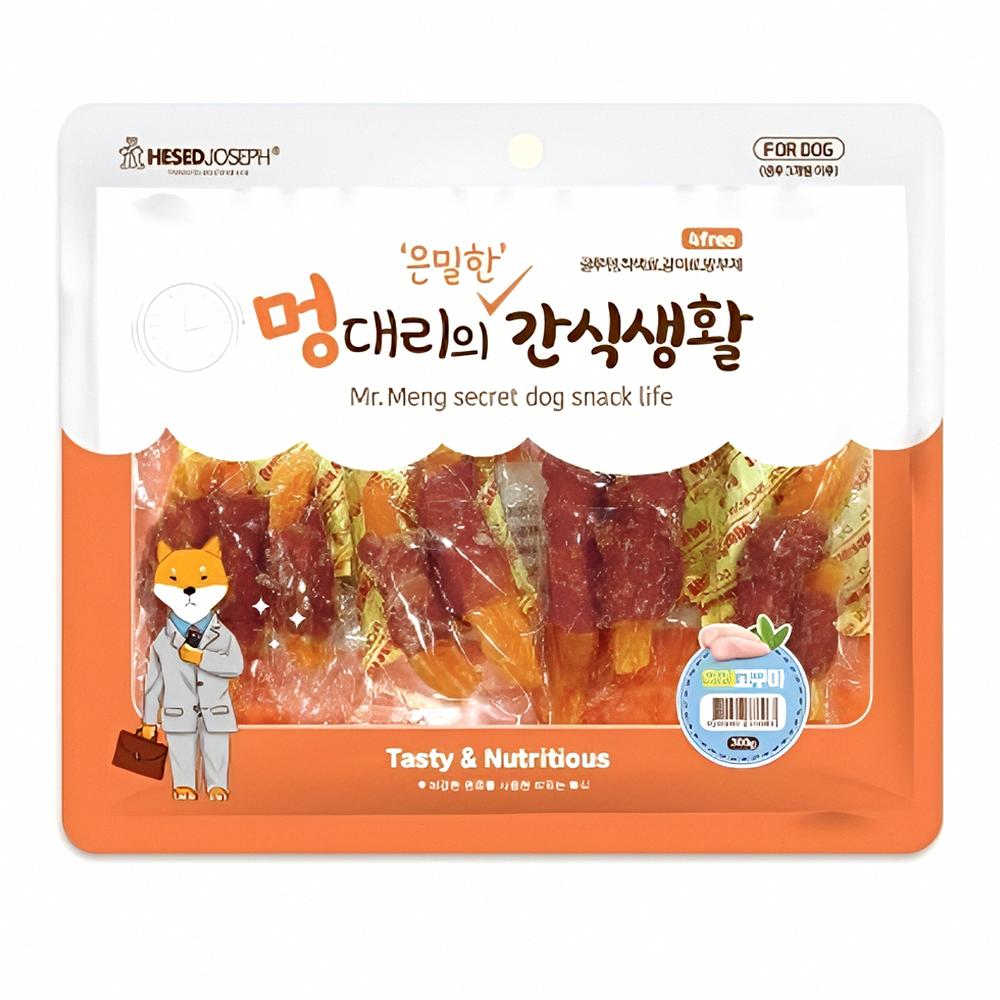 HESEDJOSEPH®
FOR DOG
4free
'은밀한'
멍대리의 간식생활
Mr.Meng secret dog snack life
Tasty & Nutritious
300g